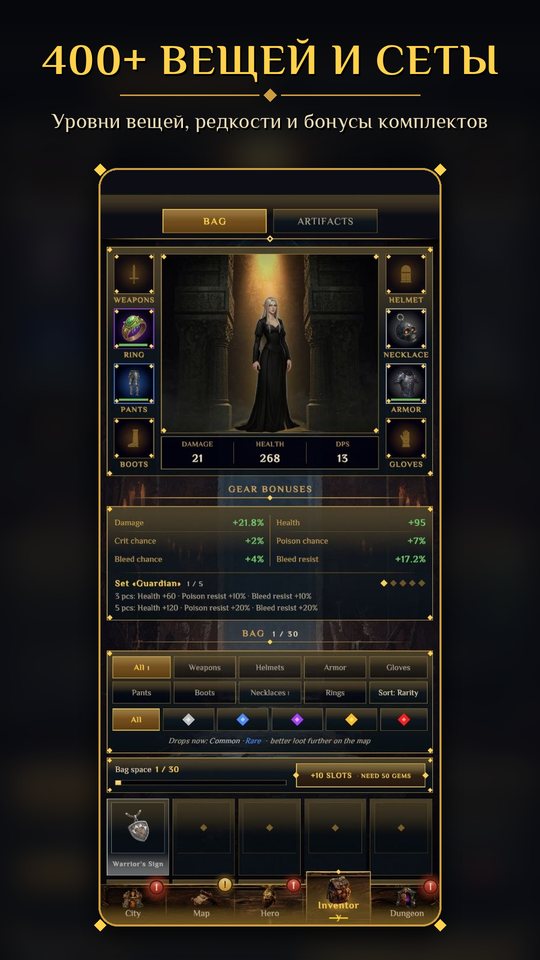 400+ ВЕЩЕЙ И СЕТЫ
Уровни вещей, редкости и бонусы комплектов
BAG
ARTIFACTS
WEAPONS
HELMET
RING
NECKLACE
PANTS
ARMOR
BOOTS
GLOVES
DAMAGE HEALTH DPS
21 268 13
GEAR BONUSES
Damage +21.8% Health +95
Crit chance +2% Poison chance +7%
Bleed chance +4% Bleed resist +17.2%
Set «Guardian» 1 / 5
3 pcs: Health +60 · Poison resist +10% · Bleed resist +10%
5 pcs: Health +120 · Poison resist +20% · Bleed resist +20%
BAG 1 / 30
All 1 Weapons Helmets Armor Gloves
Pants Boots Necklaces 1 Rings Sort: Rarity
All
Drops now: Common · Rare · better loot further on the map
Bag space 1 / 30
+10 SLOTS · NEED 50 GEMS
Warrior's Sign
! ! ! !
City Map Hero Inventor Dungeon
y